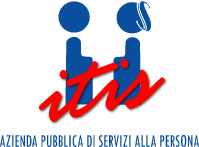 S
itis
AZIENDA PUBBLICA DI SERVIZI ALLA PERSONA